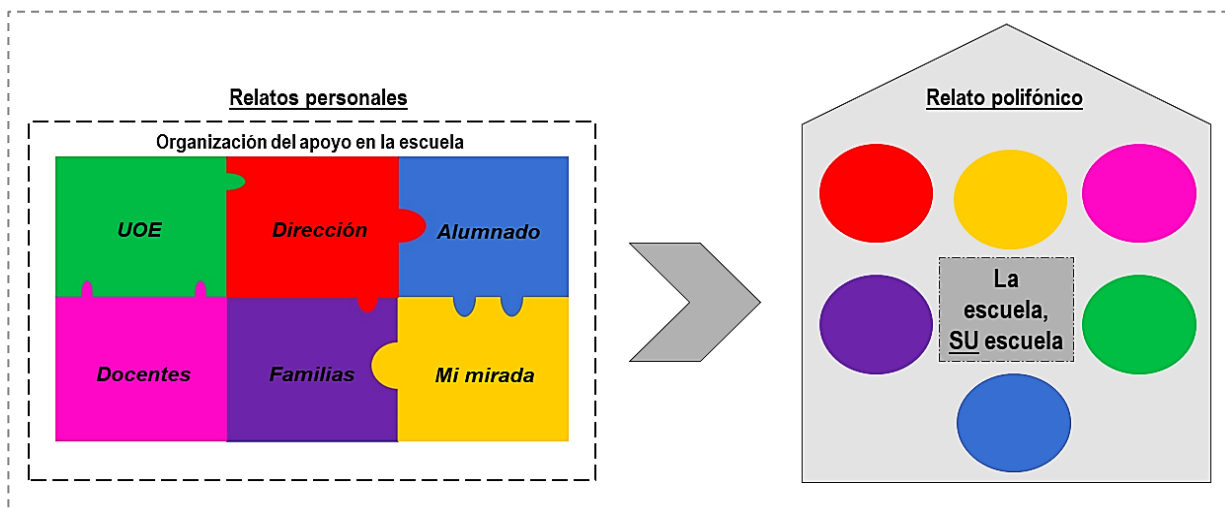 Relatos personales
Organización del apoyo en la escuela
UOE
Dirección
Alumnado
Docentes
Familias
Mi mirada
Relato polifónico
La
escuela,
SU escuela